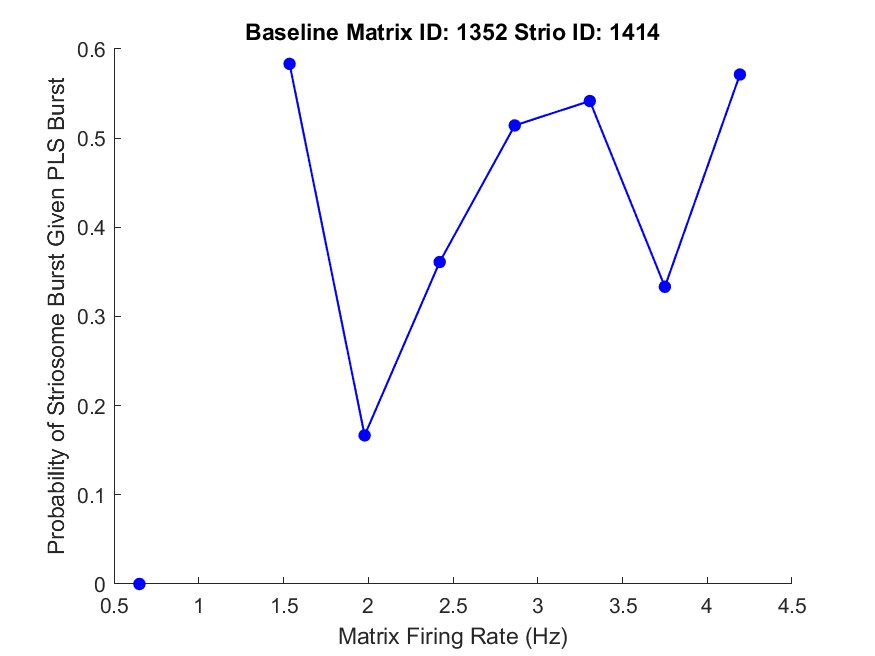 Baseline Matrix ID: 1352 Strio ID: 1414
Probability of Striosome Burst Given PLS Burst
0.6
0.5
0.4
0.3
0.2
0.1
0
0.5 1 1.5 2 2.5 3 3.5 4 4.5
Matrix Firing Rate (Hz)